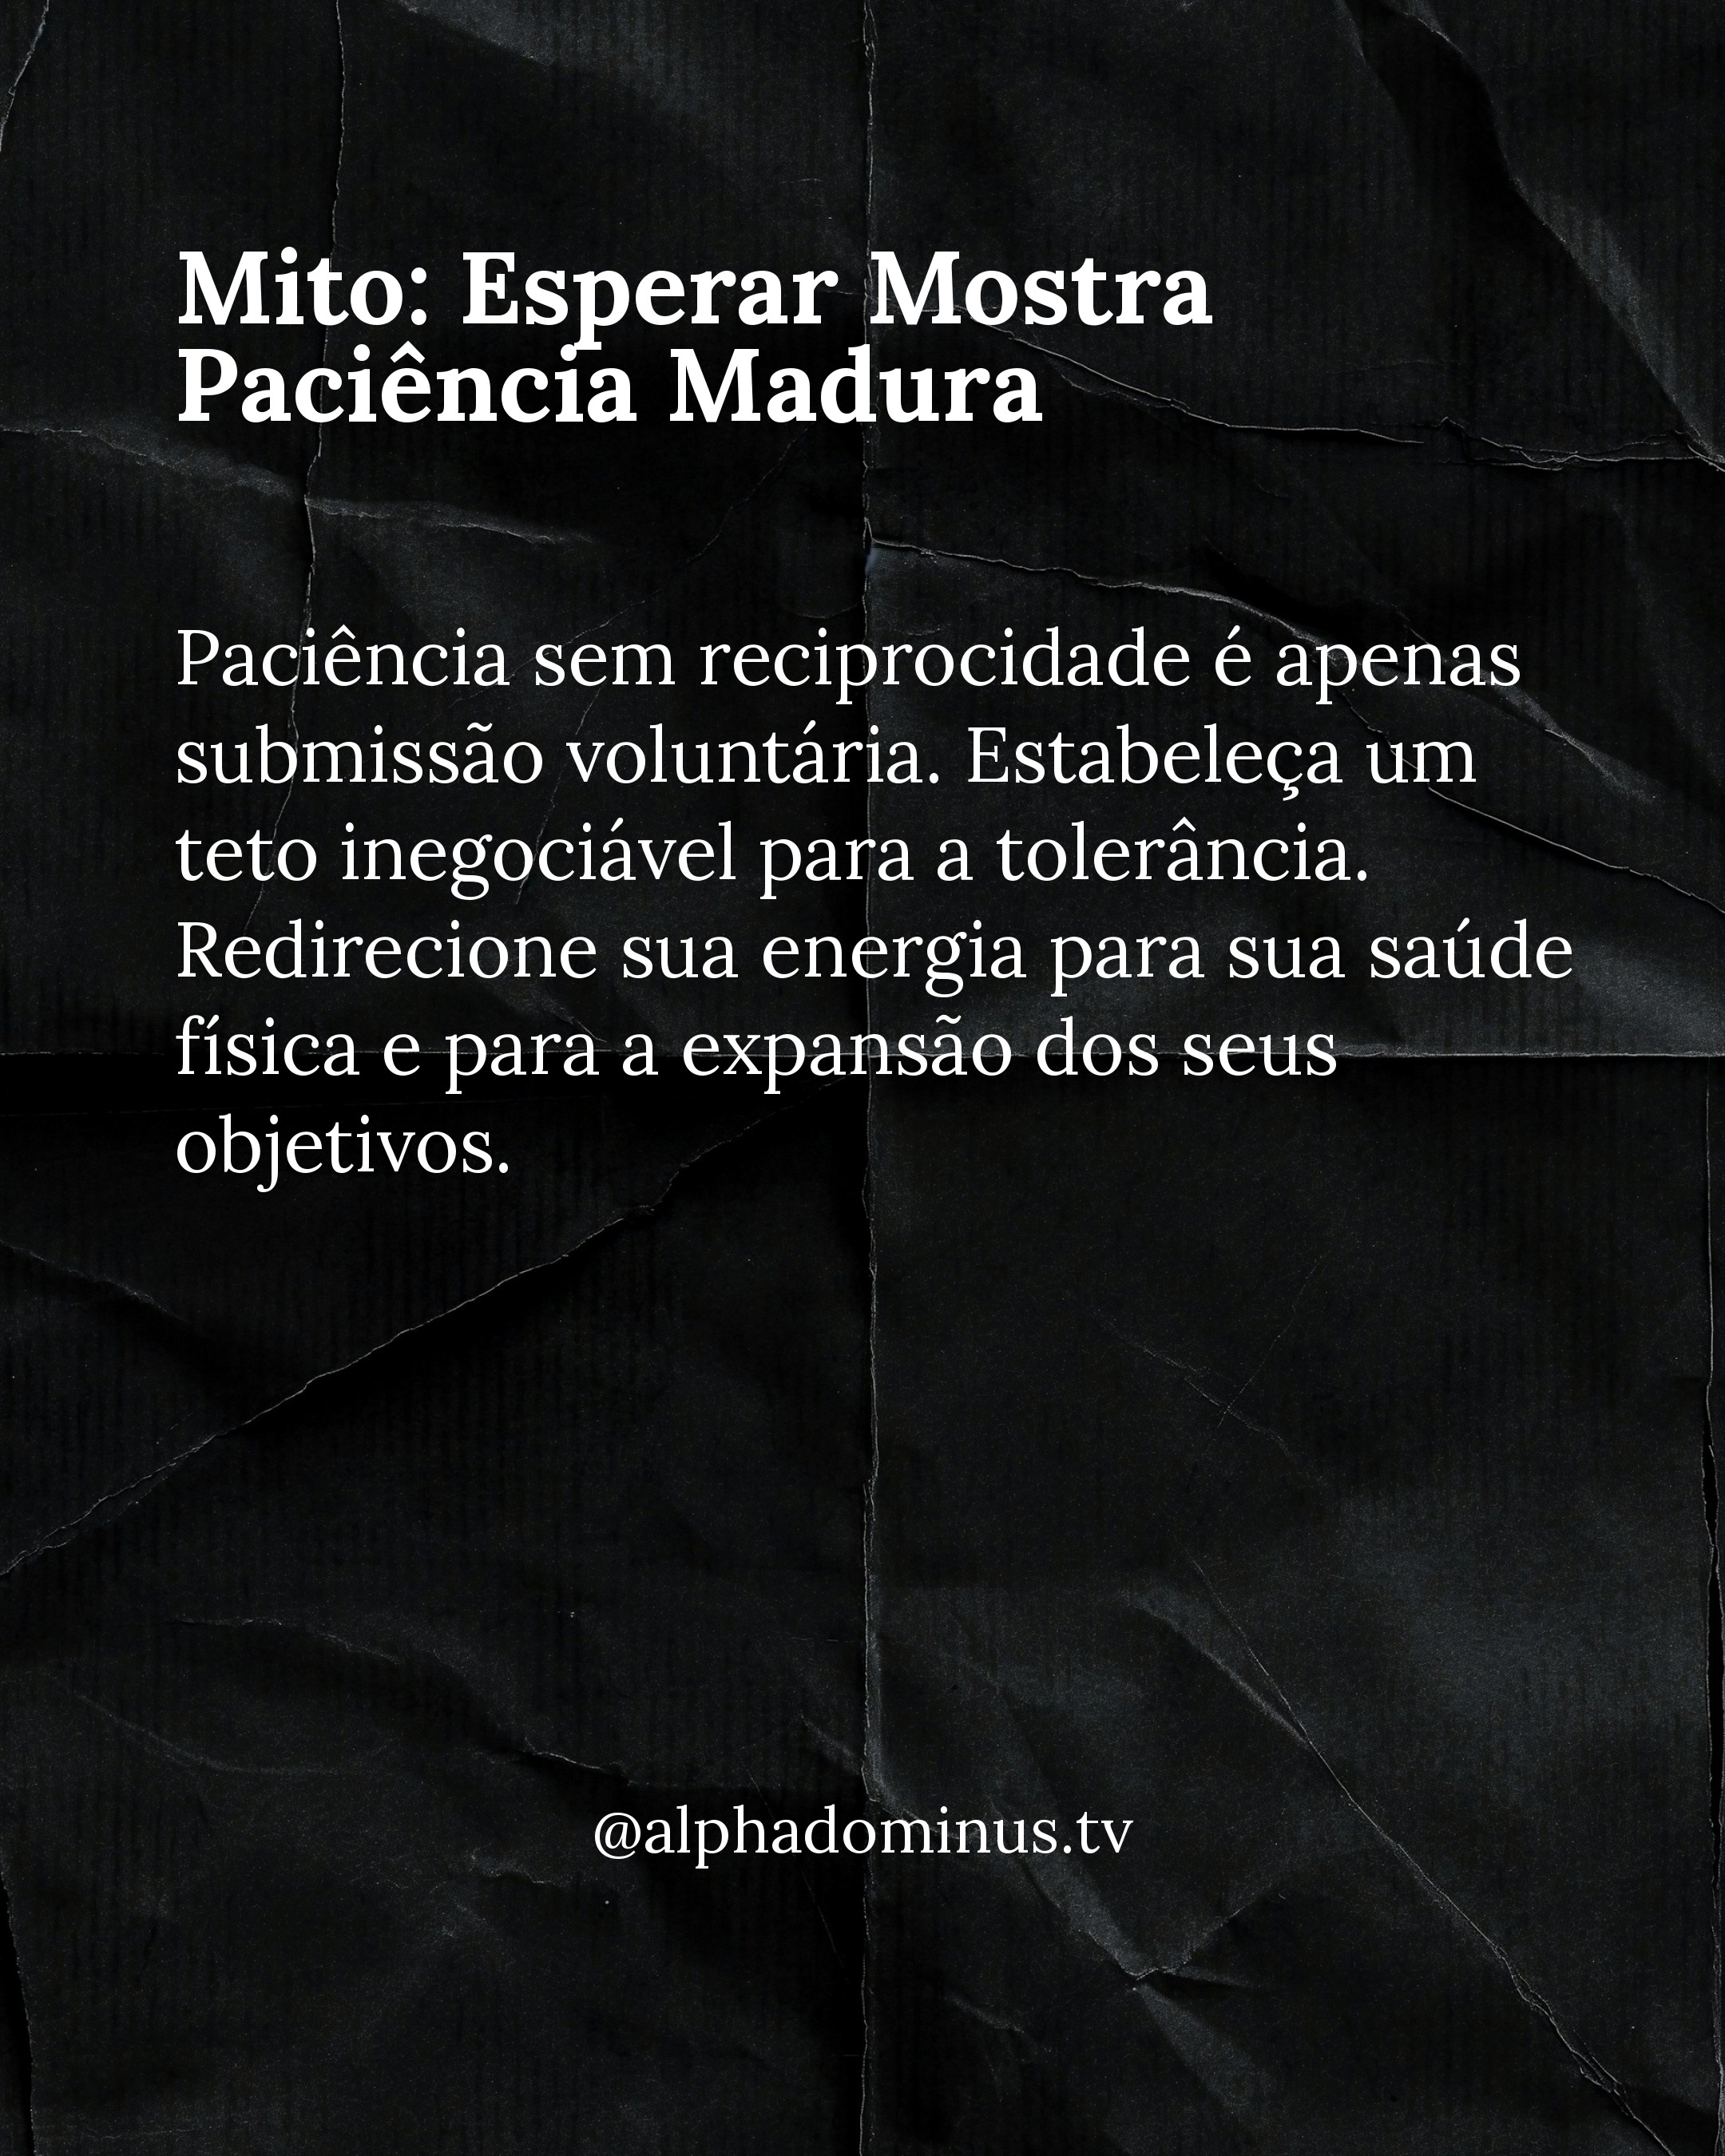 Mito: Esperar Mostra
Paciência Madura
Paciência sem reciprocidade é apenas
submissão voluntária. Estabeleça um
teto inegociável para a tolerância.
Redirecione sua energia para sua saúde
física e para a expansão dos seus
objetivos.
@alphadominus.tv